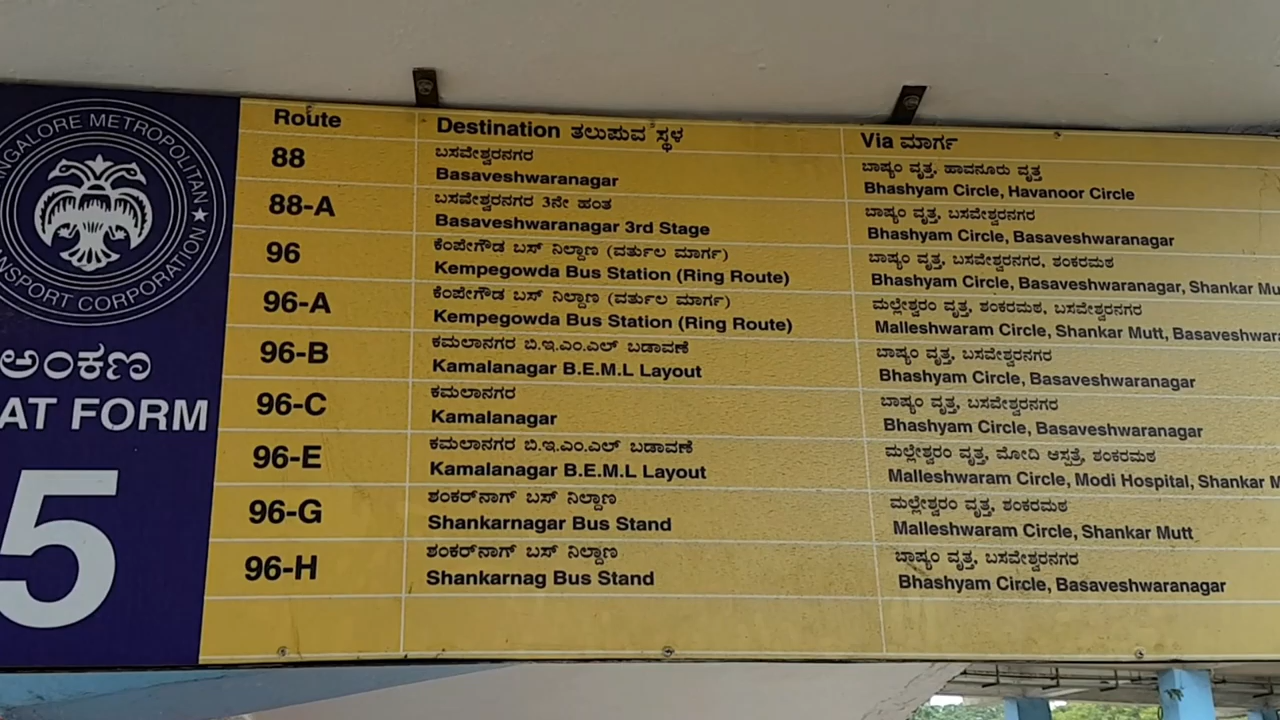 METROPOLITAN
ಅಂಕಣ
FORM
5
Route Destination ತಲುಪುವ ಸ್ಥಳ Via ಮಾರ್ಗ
88 ಬಸವೇಶ್ವರನಗರ ಬಾಷ್ಯಂ ವೃತ್ತ, ಹಾವನೂರು ವೃತ್ತ
Basaveshwaranagar Bhashyam Circle, Havanoor Circle
88-A ಬಸವೇಶ್ವರನಗರ 3ನೇ ಹಂತ ಬಾಷ್ಯಂ ವೃತ್ತ, ಬಸವೇಶ್ವರನಗರ
Basaveshwaranagar 3rd Stage Bhashyam Circle, Basaveshwaranagar
96 ಕೆಂಪೇಗೌಡ ಬಸ್ ನಿಲ್ದಾಣ (ವರ್ತುಲ ಮಾರ್ಗ) ಬಾಷ್ಯಂ ವೃತ್ತ, ಬಸವೇಶ್ವರನಗರ, ಶಂಕರಮಠ
Kempegowda Bus Station (Ring Route) Bhashyam Circle, Basaveshwaranagar, Shankar
96-A ಕೆಂಪೇಗೌಡ ಬಸ್ ನಿಲ್ದಾಣ (ವರ್ತುಲ ಮಾರ್ಗ) ಮಲ್ಲೇಶ್ವರಂ ವೃತ್ತ, ಶಂಕರಮಠ, ಬಸವೇಶ್ವರನಗರ
Kempegowda Bus Station (Ring Route) Malleshwaram Circle, Shankar Mutt,
96-B ಕಮಲಾನಗರ ಬಿ.ಇ.ಎಂ.ಎಲ್ ಬಡಾವಣೆ ಬಾಷ್ಯಂ ವೃತ್ತ, ಬಸವೇಶ್ವರನಗರ
Kamalanagar B.E.M.L Layout Bhashyam Circle, Basaveshwaranagar
96-C ಕಮಲಾನಗರ ಬಾಷ್ಯಂ ವೃತ್ತ, ಬಸವೇಶ್ವರನಗರ
Kamalanagar Bhashyam Circle, Basaveshwaranagar
96-E ಕಮಲಾನಗರ ಬಿ.ಇ.ಎಂ.ಎಲ್ ಬಡಾವಣೆ ಮಲ್ಲೇಶ್ವರಂ ವೃತ್ತ, ಮೋದಿ ಆಸ್ಪತ್ರೆ, ಶಂಕರಮಠ
Kamalanagar B.E.M.L Layout Malleshwaram Circle, Modi Hospital, Shankar
96-G ಶಂಕರ್‌ನಾಗ್ ಬಸ್ ನಿಲ್ದಾಣ ಮಲ್ಲೇಶ್ವರಂ ವೃತ್ತ, ಶಂಕರಮಠ
Shankarnagar Bus Stand Malleshwaram Circle, Shankar Mutt
96-H ಶಂಕರ್‌ನಾಗ್ ಬಸ್ ನಿಲ್ದಾಣ ಬಾಷ್ಯಂ ವೃತ್ತ, ಬಸವೇಶ್ವರನಗರ
Shankarnag Bus Stand Bhashyam Circle, Basaveshwaranagar
CORPORATION